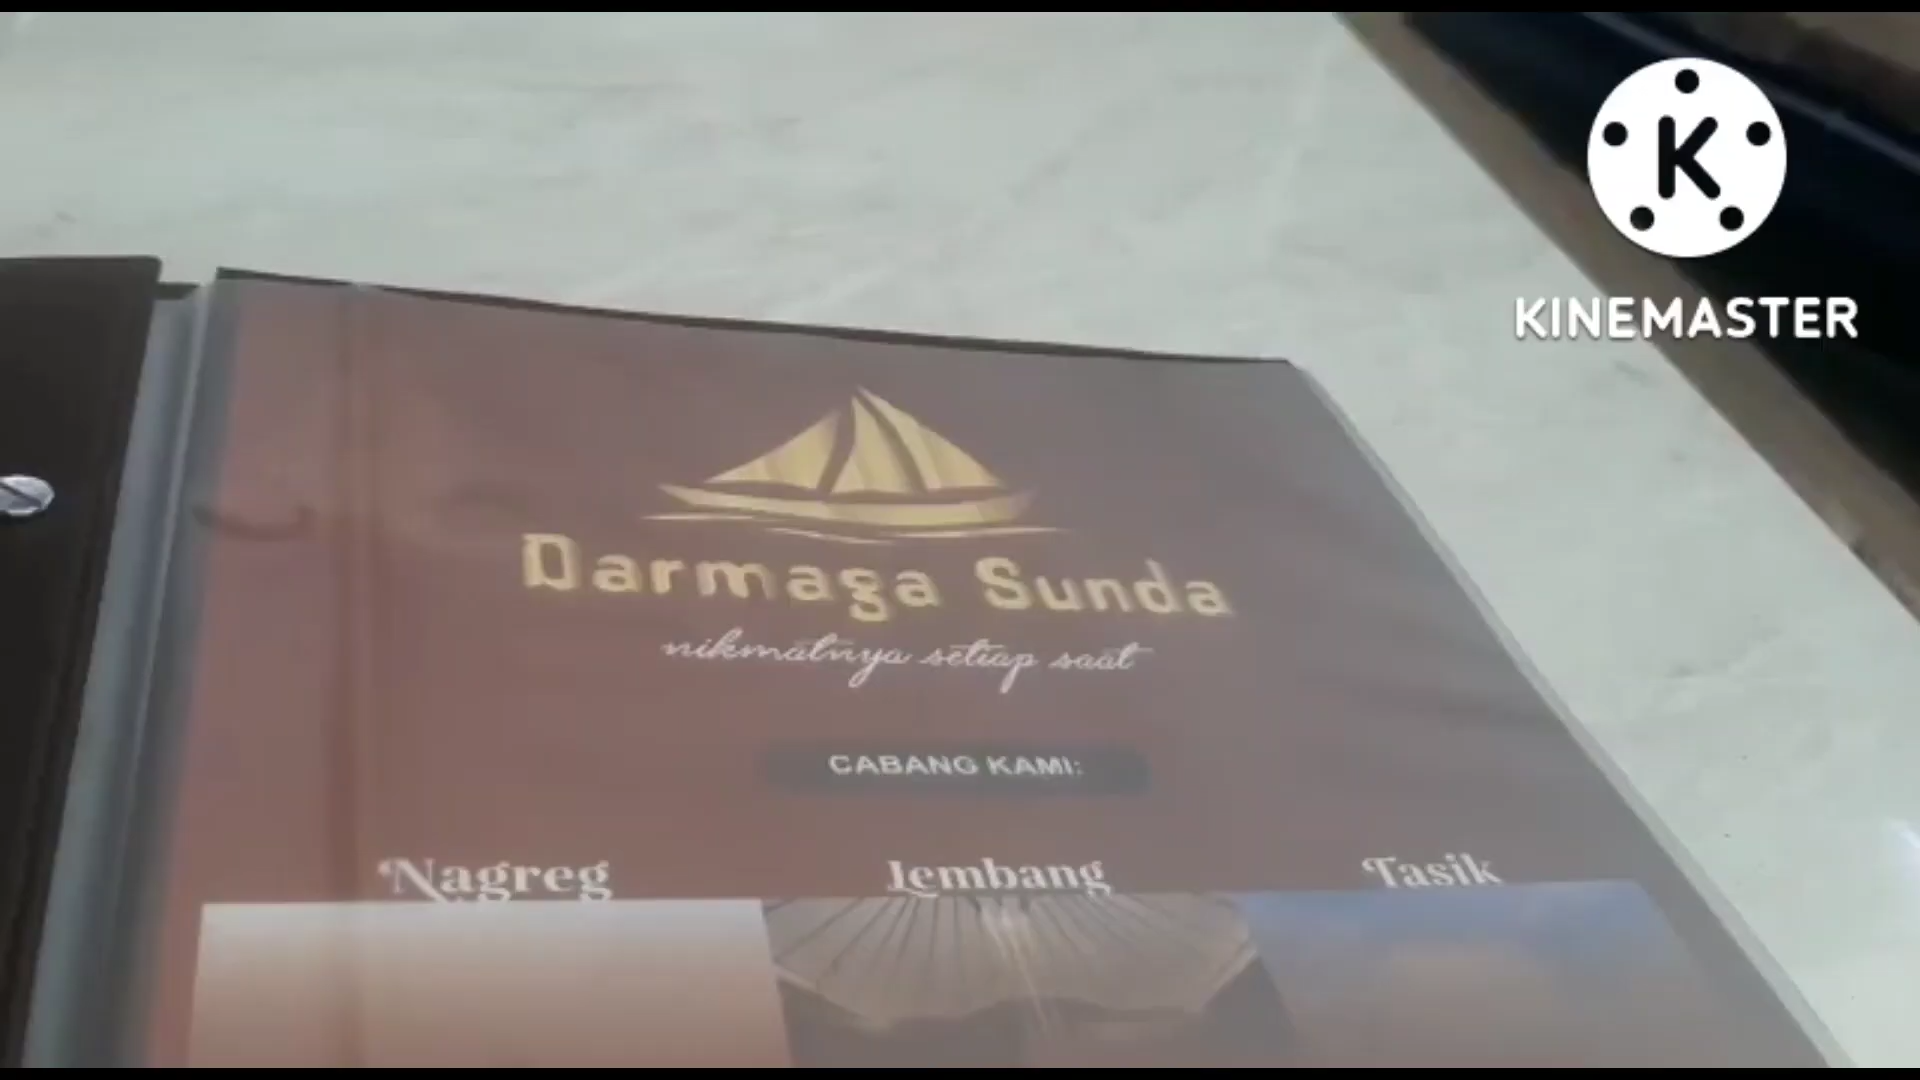 K
KINEMASTER
Darmaga Sunda
nikmatnya setiap saat
CABANG KAMI:
Nagreg Lembang Tasik